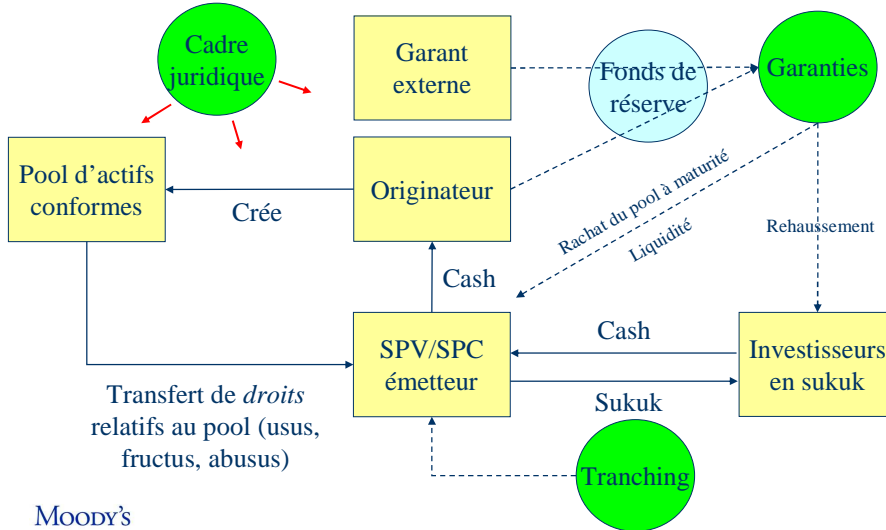 Cadre
juridique
Garant
externe
Fonds de
réserve
Garanties
Pool d'actifs
conformes
Crée
Originateur
Rachat du pool à maturité
Liquidité
Rehaussement
Cash
SPV/SPC
émetteur
Cash
Sukuk
Investisseurs
en sukuk
Transfert de droits
relatifs au pool (usus,
fructus, abusus)
Tranching
MOODY'S